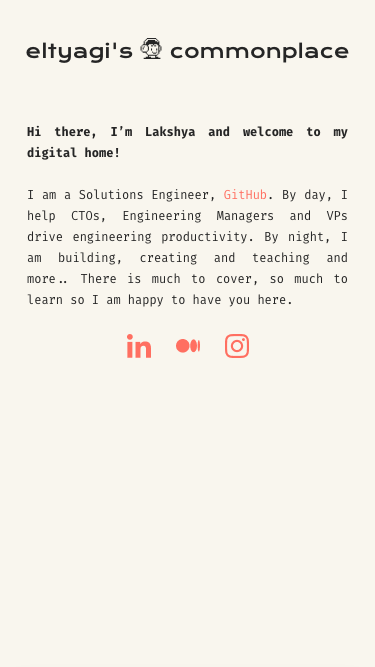 eltyagi's commonplace
Hi there, I’m Lakshya and welcome to my
digital home!
I am a Solutions Engineer, GitHub. By day, I
help CTOs, Engineering Managers and VPs
drive engineering productivity. By night, I
am building, creating and teaching and
more.. There is much to cover, so much to
learn so I am happy to have you here.
in